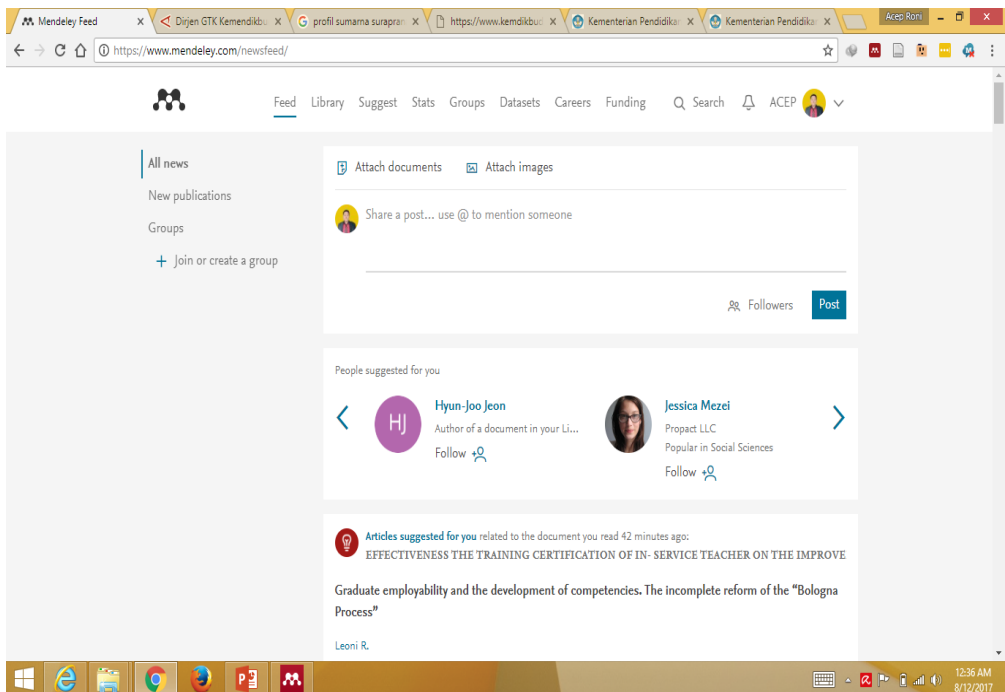 Mendeley Feed
Dirjen GTK Kemendikbu
profil sumarna surapran
https://www.kemdikbud
Kementerian Pendidikan
Kementerian Pendidikan
Acep Roni
https://www.mendeley.com/newsfeed/
Feed Library Suggest Stats Groups Datasets Careers Funding Search ACEP
All news
New publications
Groups
+ Join or create a group
Attach documents Attach images
Share a post... use @ to mention someone
Followers Post
People suggested for you
HJ
Hyun-Joo Jeon
Author of a document in your Li...
Follow
Jessica Mezei
Propact LLC
Popular in Social Sciences
Follow
Articles suggested for you related to the document you read 42 minutes ago:
EFFECTIVENESS THE TRAINING CERTIFICATION OF IN- SERVICE TEACHER ON THE IMPROVE
Graduate employability and the development of competencies. The incomplete reform of the “Bologna
Process”
Leoni R.
12:36 AM
8/12/2017